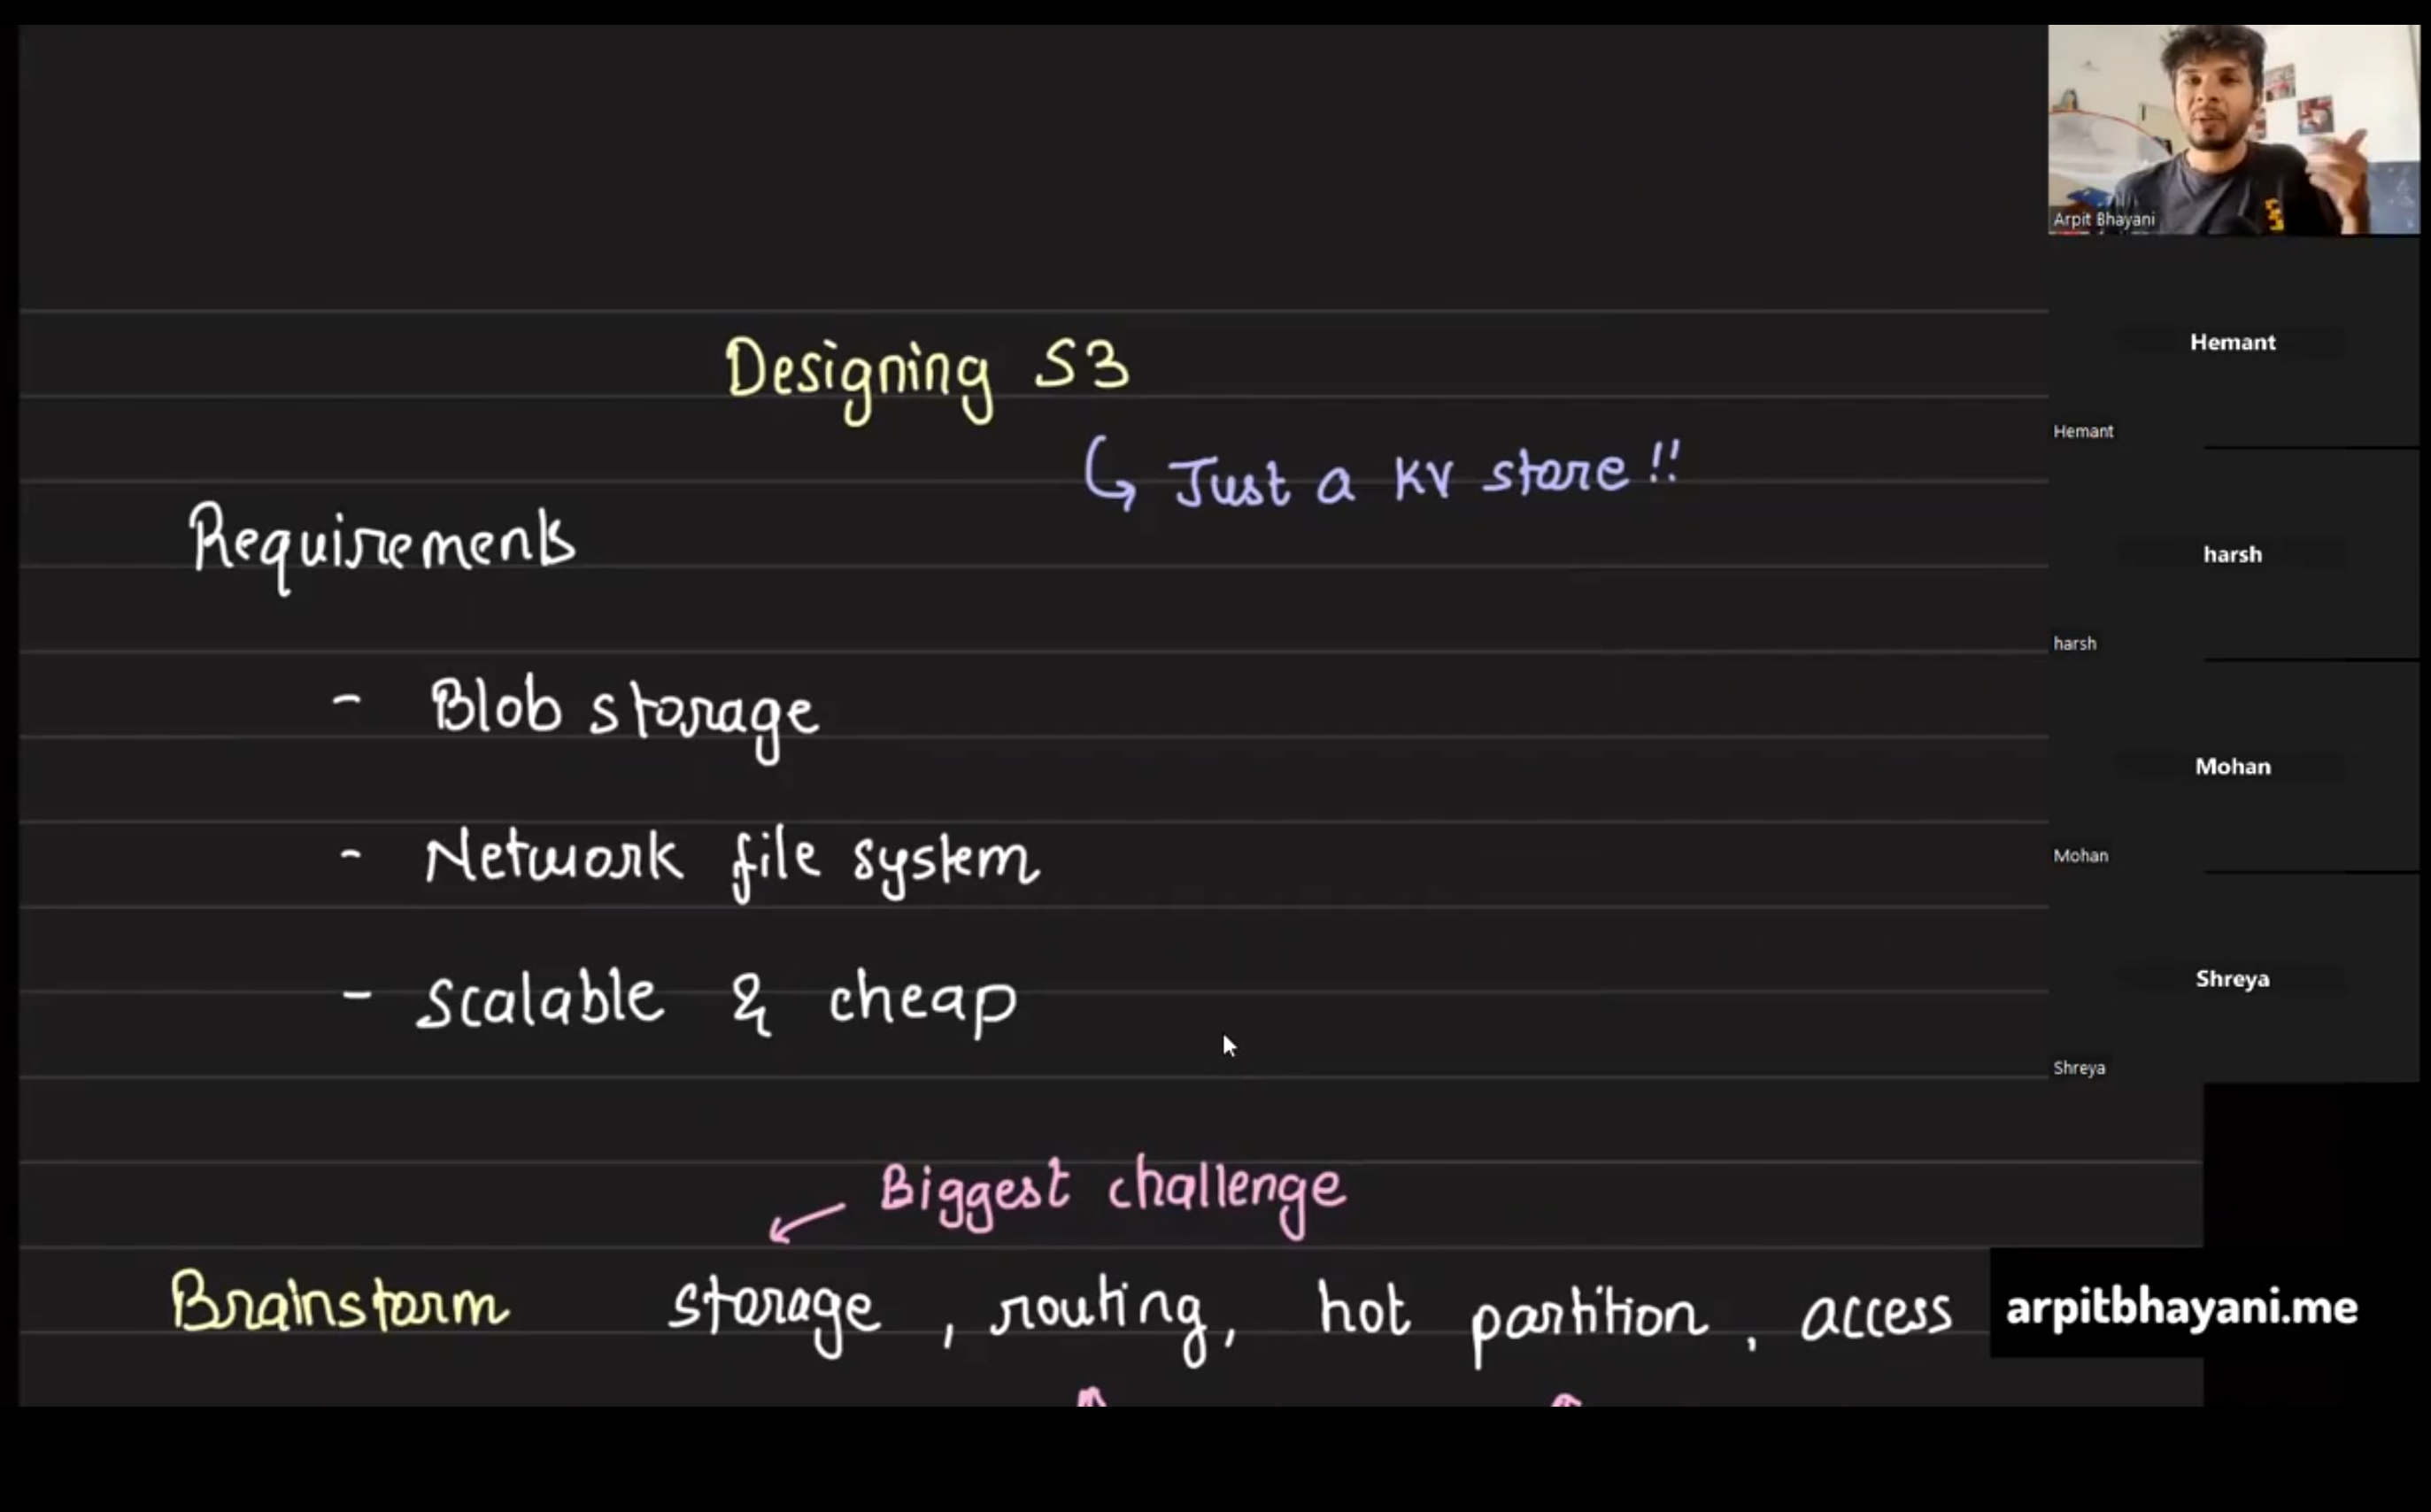 Designing S3
Just a KV store !!
Requirements
- Blob storage
- Network file system
- scalable & cheap
Biggest challenge
Brainstorm storage, routing, hot partition, access
arpitbhayani.me
Arpit Bhayani
Hemant
Hemant
harsh
harsh
Mohan
Mohan
Shreya
Shreya